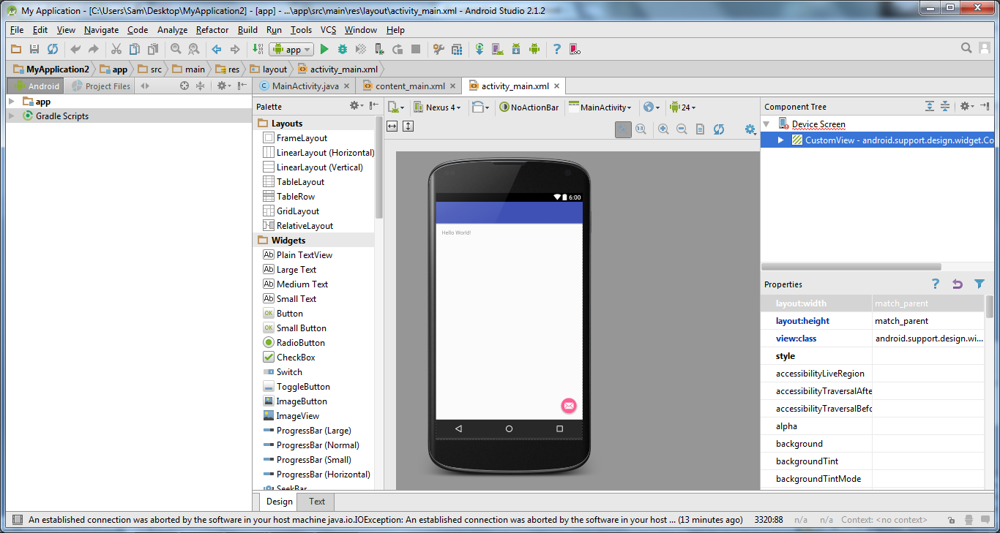 My Application - [C:\Users\Sam\Desktop\MyApplication2] - [app] - ...\app\src\main\res\layout\activity_main.xml - Android Studio 2.1.2
File Edit View Navigate Code Analyze Refactor Build Run Tools VCS Window Help
app
MyApplication2 app src main res layout activity_main.xml
Android Project Files
MainActivity.java content_main.xml activity_main.xml
app
Gradle Scripts
Palette
Layouts
FrameLayout
LinearLayout (Horizontal)
LinearLayout (Vertical)
TableLayout
TableRow
GridLayout
RelativeLayout
Widgets
Plain TextView
Large Text
Medium Text
Small Text
Button
Small Button
RadioButton
CheckBox
Switch
ToggleButton
ImageButton
ImageView
ProgressBar (Large)
ProgressBar (Normal)
ProgressBar (Small)
ProgressBar (Horizontal)
SeekBar
Nexus 4 NoActionBar MainActivity 24
6:00
Hello World!
Design Text
Component Tree
Device Screen
CustomView - android.support.design.widget.Co
Properties
layout:width match_parent
layout:height match_parent
view:class android.support.design.wi...
style
accessibilityLiveRegion
accessibilityTraversalAfte
accessibilityTraversalBefo
alpha
background
backgroundTint
backgroundTintMode
An established connection was aborted by the software in your host machine java.io.IOException: An established connection was aborted by the software in your host ... (13 minutes ago) 3320:88 n/a n/a Context: <no context>